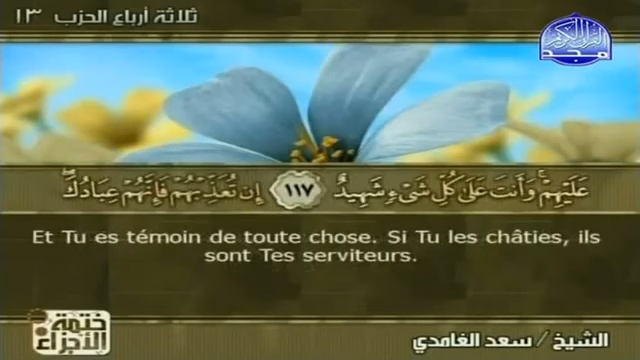 ثلاثة أرباع الحزب ١٣
القرآن الكريم
مجد
عَلَيْهِمْ ۚ وَأَنتَ عَلَىٰ كُلِّ شَىْءٍ شَهِيدٌ ١١٧ إِن تُعَذِّبْهُمْ فَإِنَّهُمْ عِبَادُكَ ۖ
Et Tu es témoin de toute chose. Si Tu les châties, ils
sont Tes serviteurs.
ختمة
الأجزاء
الشيخ / سعد الغامدي